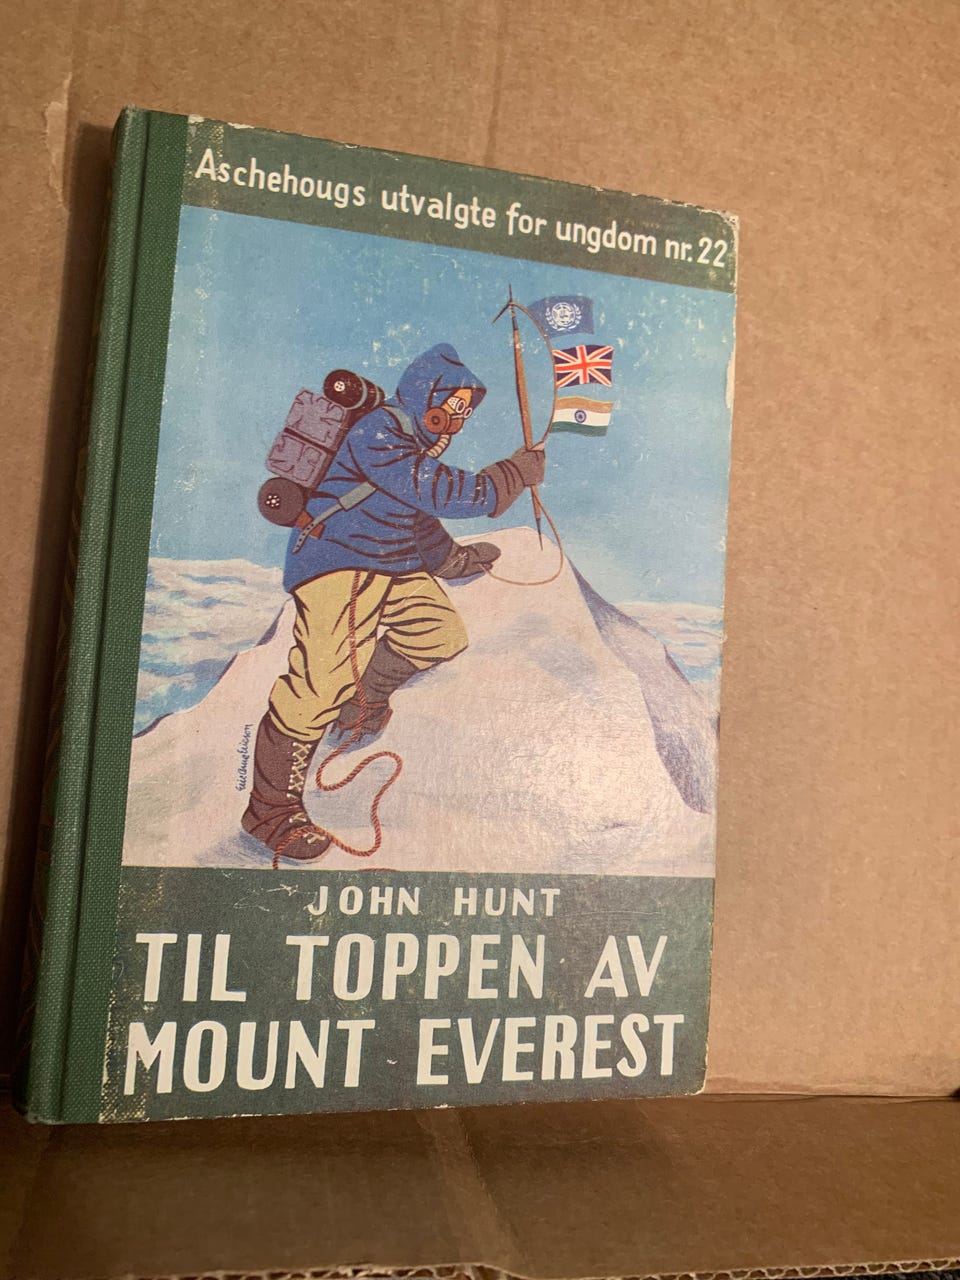 Aschehougs utvalgte for ungdom nr. 22
JOHN HUNT
TIL TOPPEN AV
MOUNT EVEREST